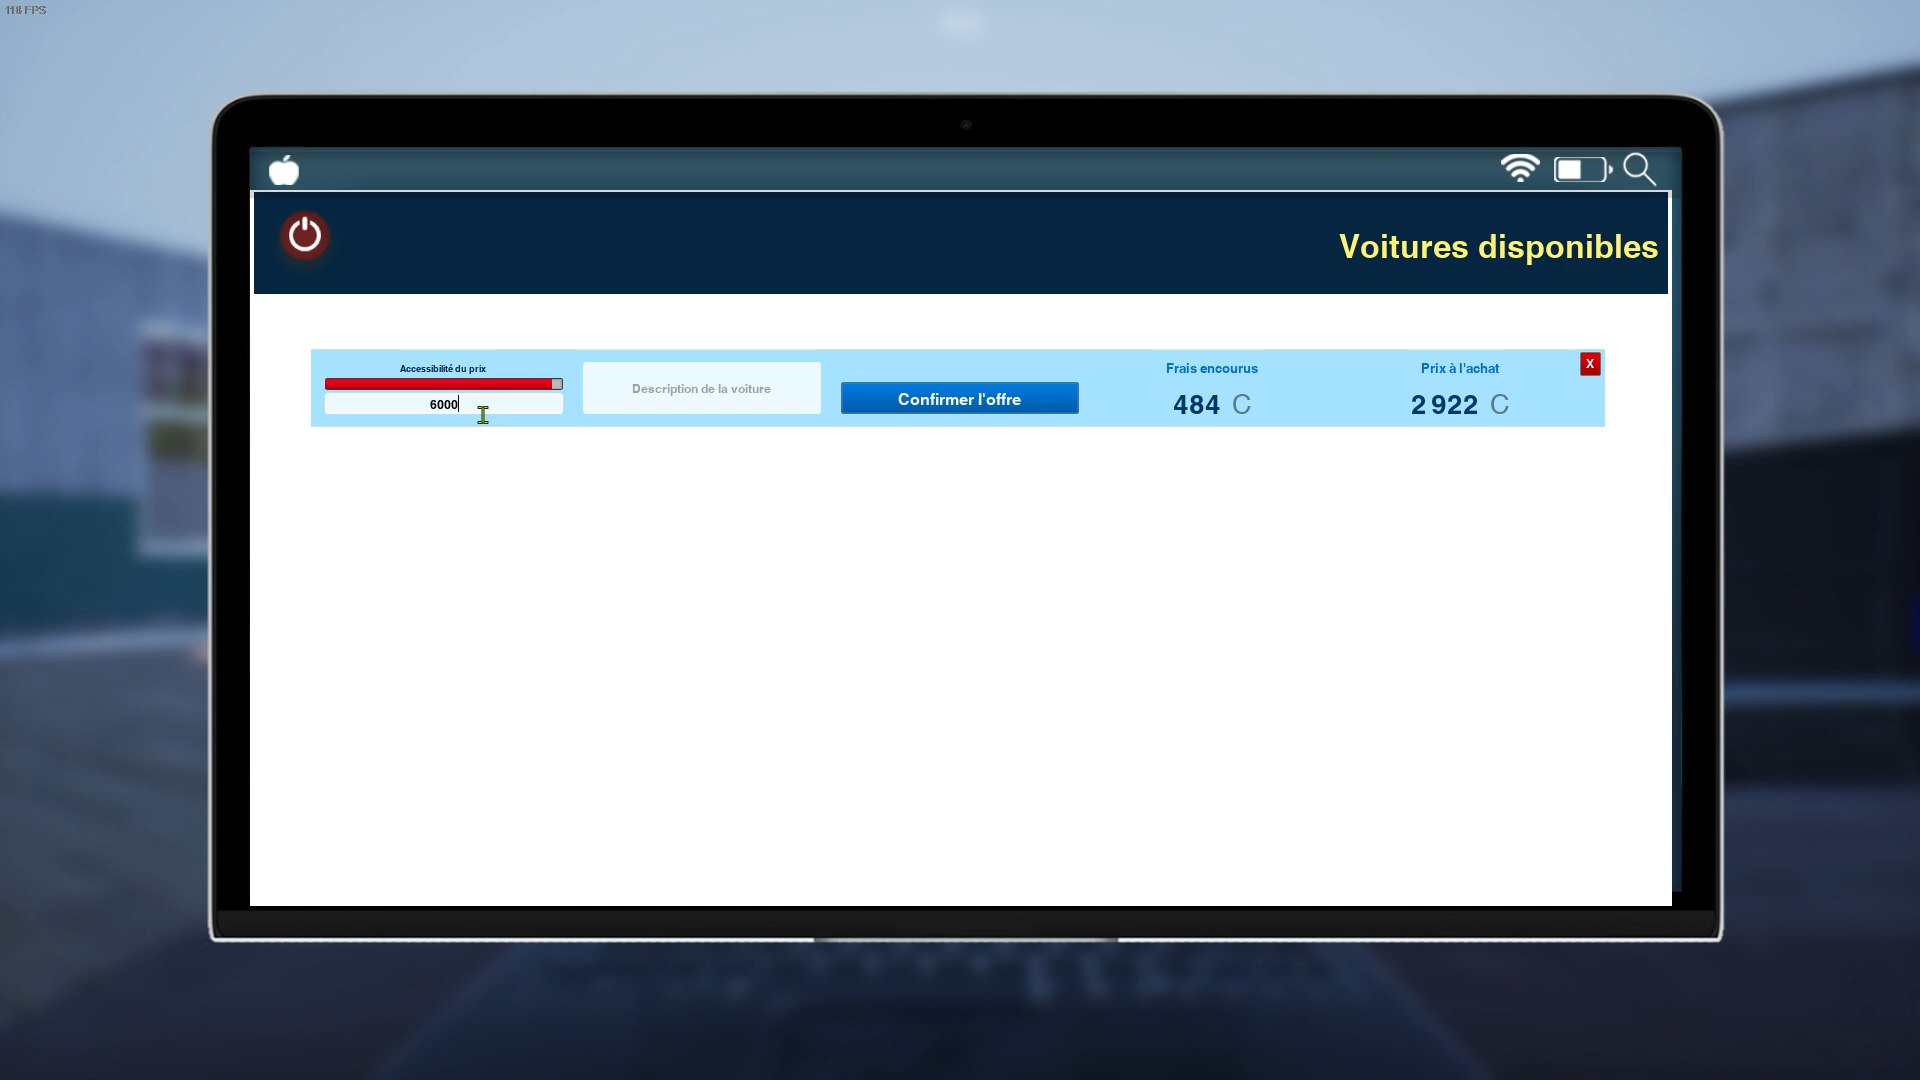 118 FPS
Voitures disponibles
Accessibilité du prix
6000
Description de la voiture
Confirmer l'offre
Frais encourus
484 C
Prix à l'achat
2 922 C
X